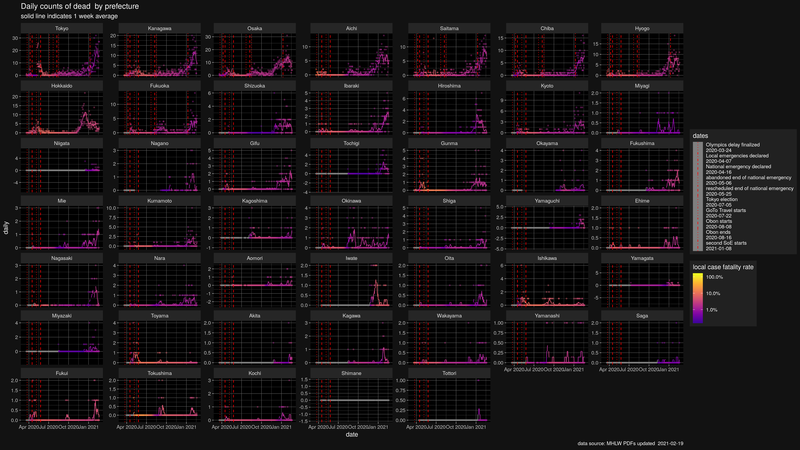 Daily counts of dead by prefecture
solid line indicates 1 week average
Tokyo
Kanagawa
Osaka
Aichi
Saitama
Chiba
Hyogo
Hokkaido
Fukuoka
Shizuoka
Ibaraki
Hiroshima
Kyoto
Miyagi
Niigata
Nagano
Gifu
Tochigi
Gunma
Okayama
Fukushima
Mie
Kumamoto
Kagoshima
Okinawa
Shiga
Yamaguchi
Ehime
Nagasaki
Nara
Aomori
Iwate
Oita
Ishikawa
Yamagata
Miyazaki
Toyama
Akita
Kagawa
Wakayama
Yamanashi
Saga
Fukui
Tokushima
Kochi
Shimane
Tottori
Apr 2020 Jul 2020 Oct 2020 Jan 2021
daily
date
dates
Olympics delay finalized
2020-03-24
Local emergencies declared
2020-04-07
National emergency declared
2020-04-16
abandoned end of national emergency
2020-05-06
rescheduled end of national emergency
2020-05-25
Tokyo election
2020-07-05
GoTo Travel starts
2020-07-22
Obon starts
2020-08-08
Obon ends
2020-08-16
second SoE starts
2021-01-08
local case fatality rate
100.0%
10.0%
1.0%
data source: MHLW PDFs updated 2021-02-19